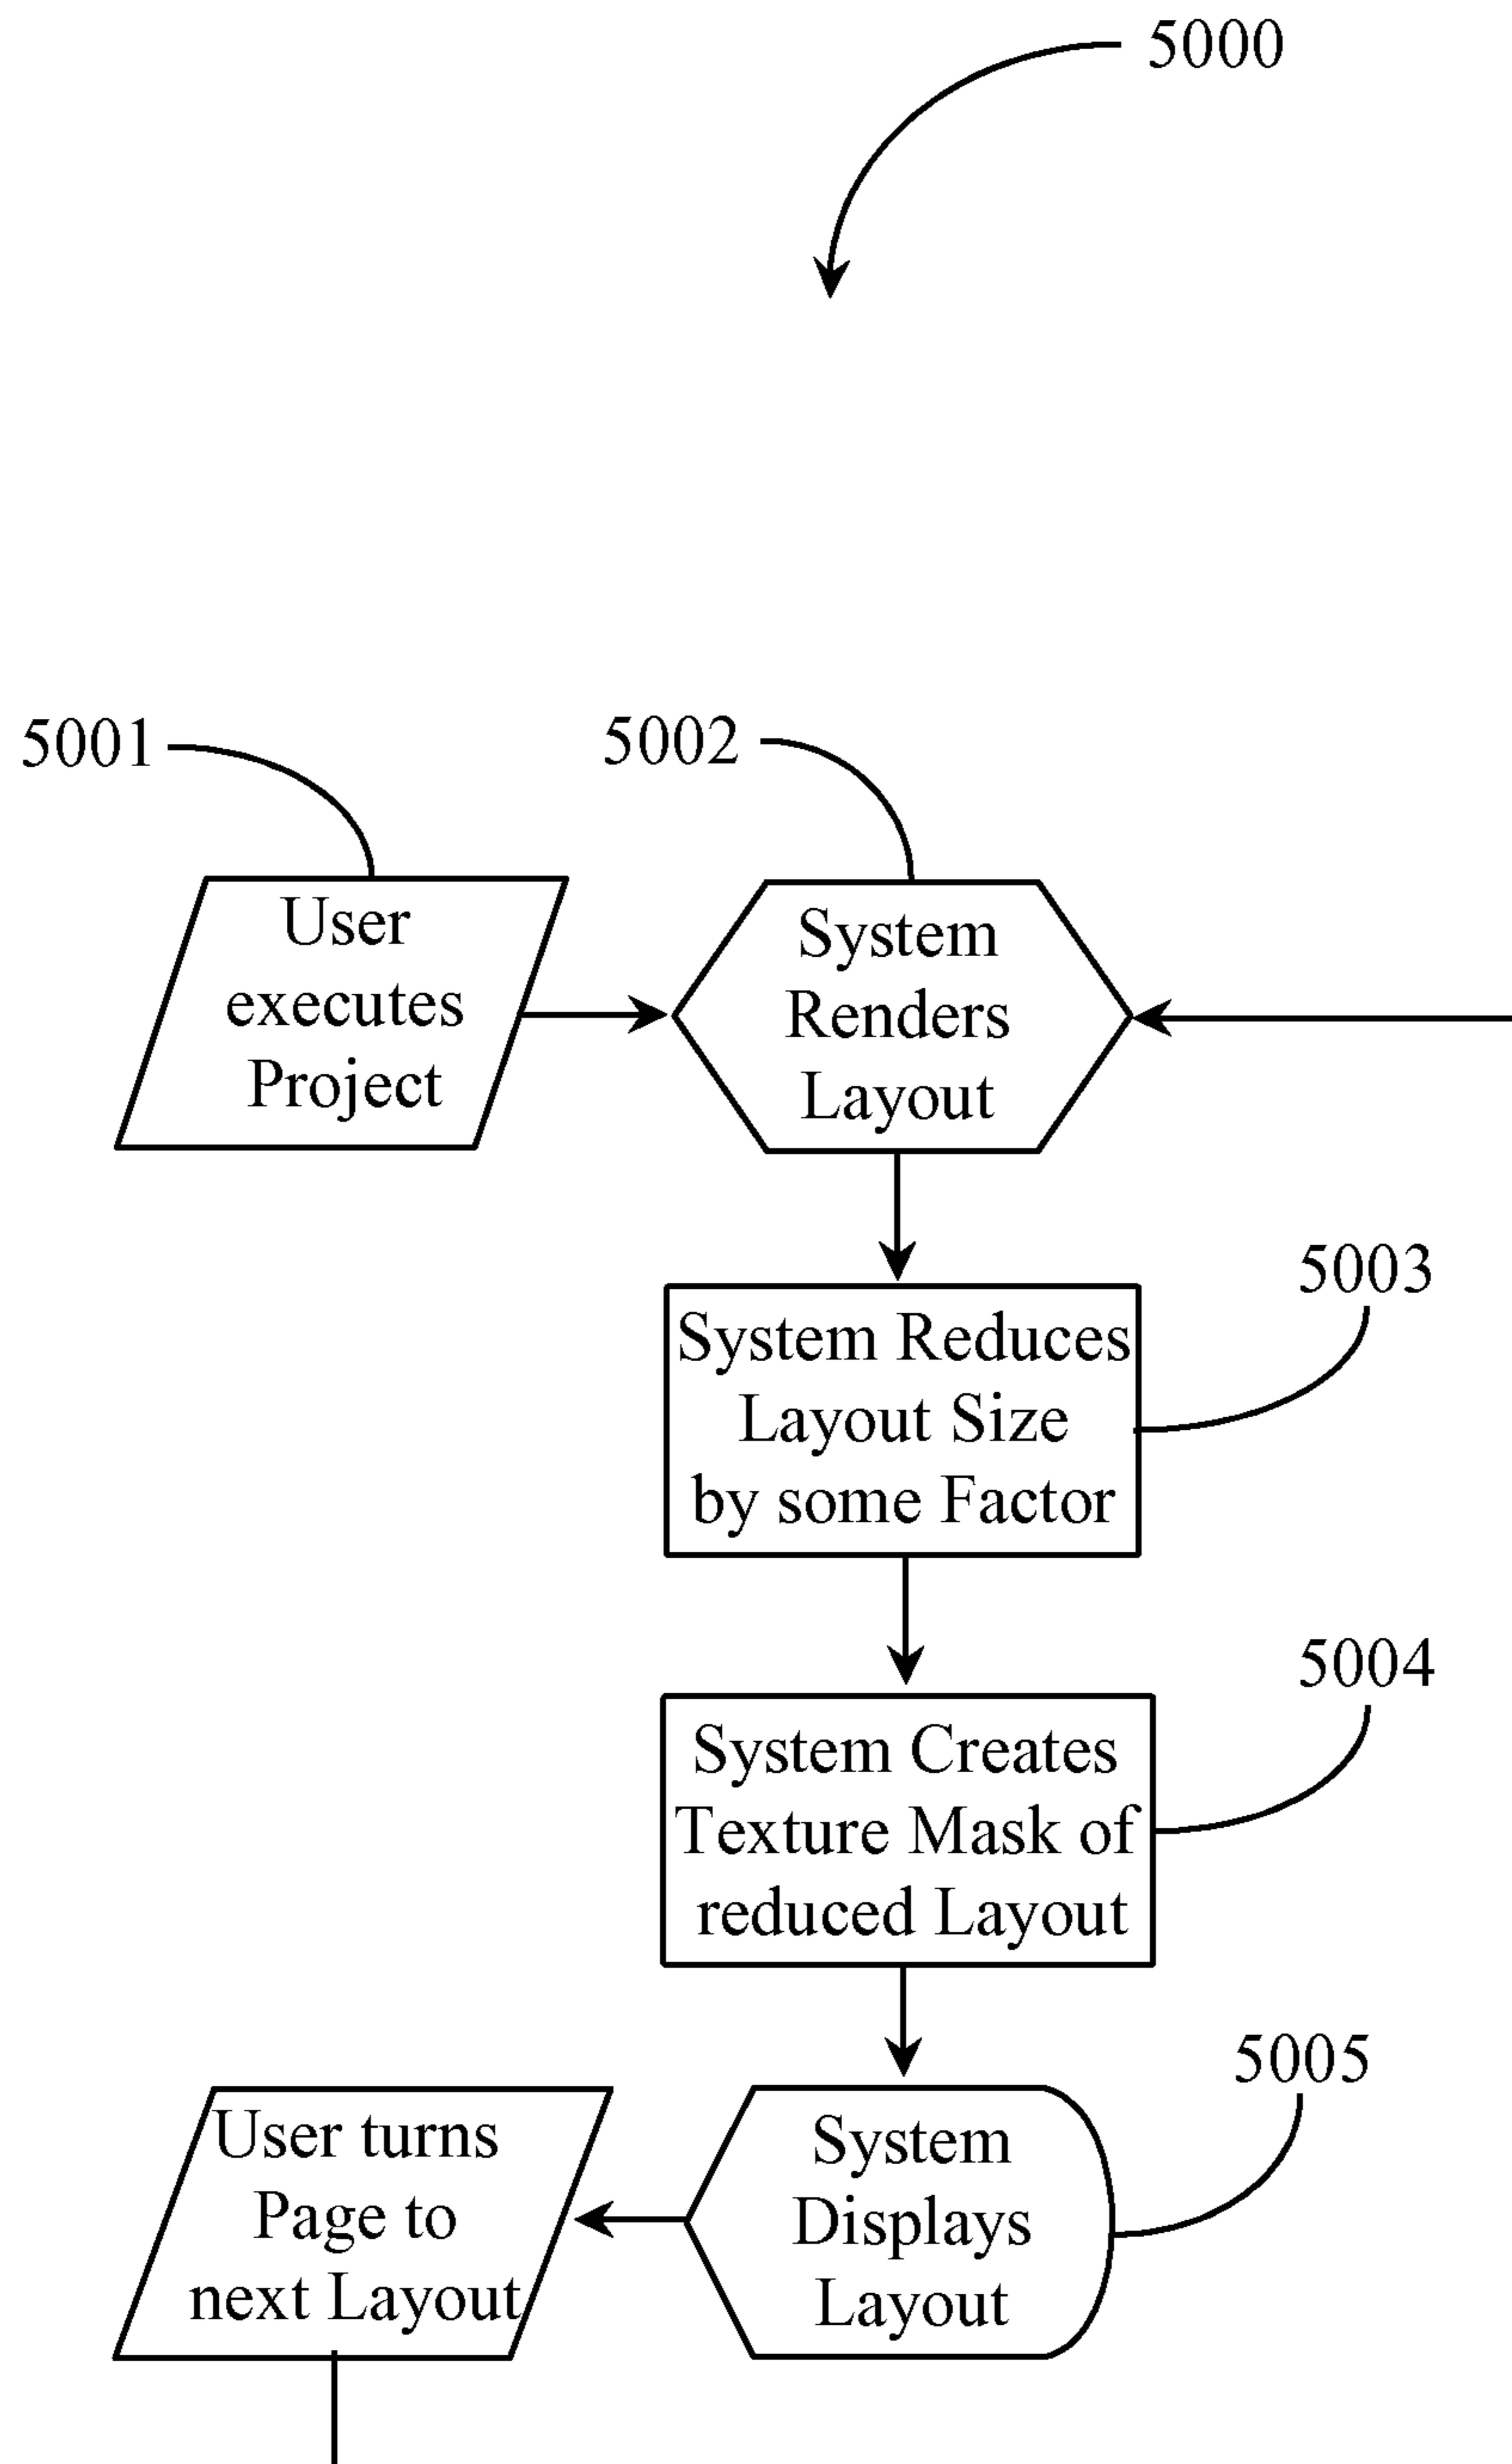 5000
5001
5002
User
executes
Project
System
Renders
Layout
5003
System Reduces
Layout Size
by some Factor
5004
System Creates
Texture Mask of
reduced Layout
5005
User turns
Page to
next Layout
System
Displays
Layout